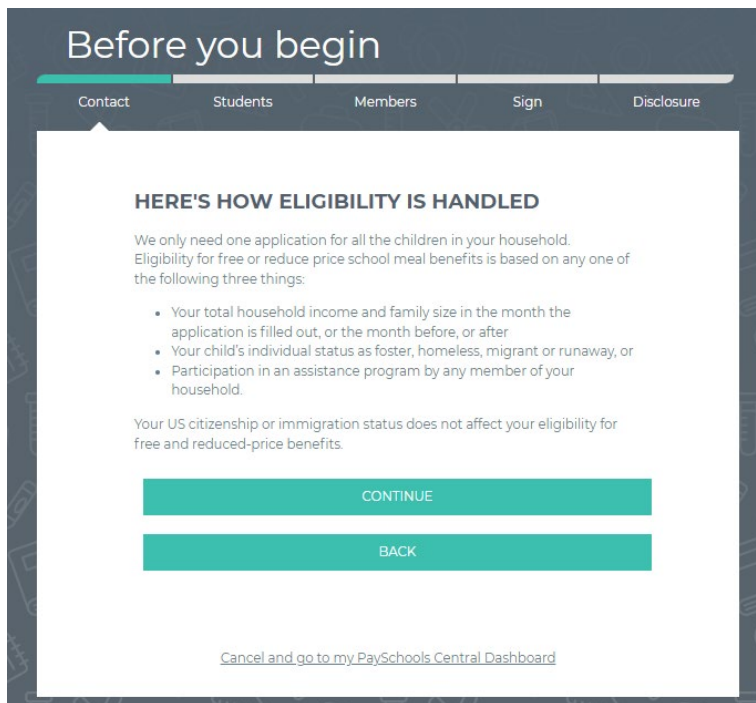 Before you begin
Contact Students Members Sign Disclosure
HERE'S HOW ELIGIBILITY IS HANDLED
We only need one application for all the children in your household.
Eligibility for free or reduce price school meal benefits is based on any one of
the following three things:
• Your total household income and family size in the month the
application is filled out, or the month before, or after
• Your child's individual status as foster, homeless, migrant or runaway, or
• Participation in an assistance program by any member of your
household.
Your US citizenship or immigration status does not affect your eligibility for
free and reduced-price benefits.
CONTINUE
BACK
Cancel and go to my PaySchools Central Dashboard